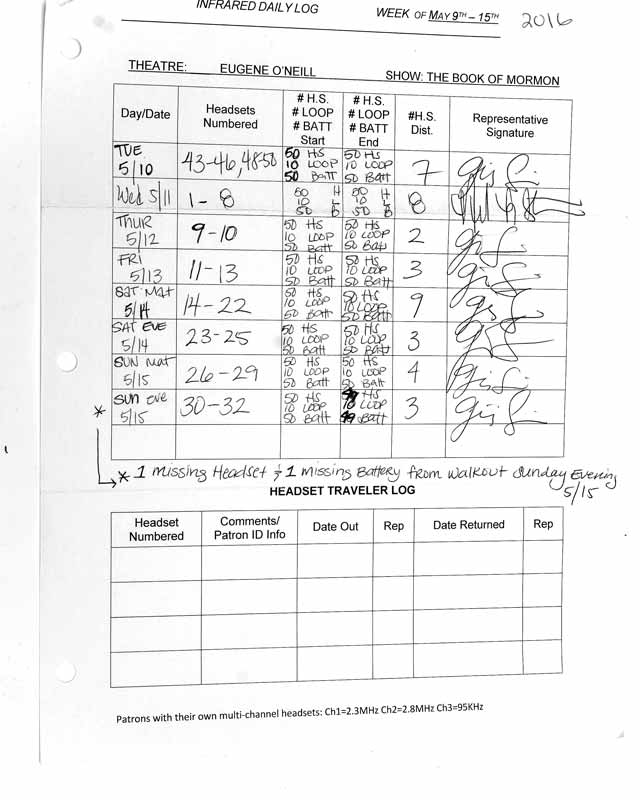 INFRARED DAILY LOG WEEK OF MAY 9TH – 15TH 2016
THEATRE: EUGENE O'NEILL SHOW: THE BOOK OF MORMON
Day/Date Headsets Numbered # H.S. # LOOP # BATT Start # H.S. # LOOP # BATT End #H.S. Dist. Representative Signature
TUE 5/10 43-46, 48-50 50 HS 10 LOOP 50 Batt 50 HS 10 LOOP 50 Batt 7
Wed 5/11 1-8 50 H 10 L 50 B 50 H 10 L 50 B 8
THUR 5/12 9-10 50 HS 10 LOOP 50 Batt 50 HS 10 LOOP 50 Batt 2
FRI 5/13 11-13 50 HS 10 LOOP 50 Batt 50 HS 10 LOOP 50 Batt 3
SAT Mat 5/14 14-22 50 HS 10 LOOP 50 Batt 50 HS 10 LOOP 50 Batt 9
SAT EVE 5/14 23-25 50 HS 10 LOOP 50 Batt 50 HS 10 LOOP 50 Batt 3
SUN Mat 5/15 26-29 50 HS 10 LOOP 50 Batt 50 HS 10 LOOP 50 Batt 4
* SUN eve 5/15 30-32 50 HS 10 LOOP 50 Batt 49 HS 10 LOOP 49 Batt 3
* 1 Missing Headset & 1 Missing Battery from Walkout Sunday Evening
5/15
HEADSET TRAVELER LOG
Headset Numbered Comments/ Patron ID Info Date Out Rep Date Returned Rep
Patrons with their own multi-channel headsets: Ch1=2.3MHz Ch2=2.8MHz Ch3=95KHz